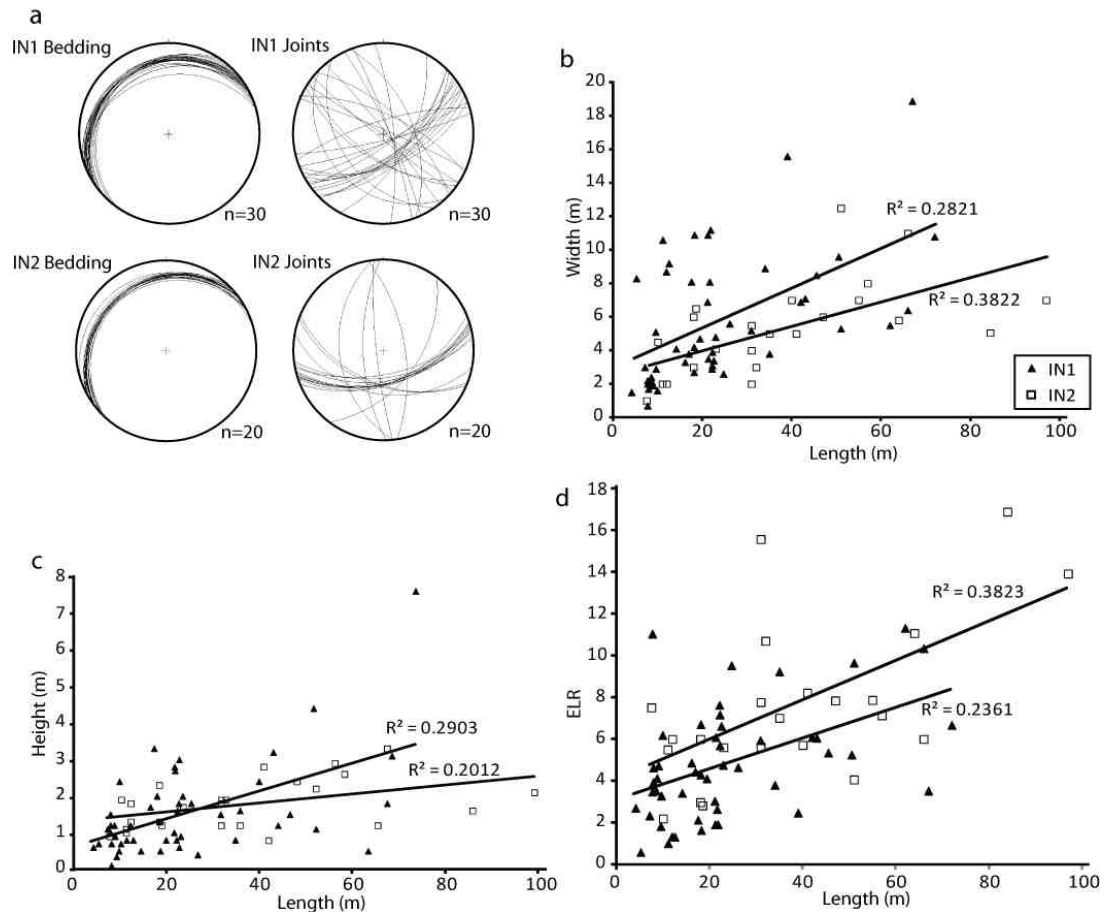 a
IN1 Bedding
n=30
IN1 Joints
n=30
IN2 Bedding
n=20
IN2 Joints
n=20
b
Width (m)
20
18
16
14
12
10
8
6
4
2
0
R² = 0.2821
R² = 0.3822
IN1
IN2
0 20 40 60 80 100
Length (m)
c
Height (m)
8
7
6
5
4
3
2
1
0
R² = 0.2903
R² = 0.2012
0 20 40 60 80 100
Length (m)
d
ELR
18
16
14
12
10
8
6
4
2
0
R² = 0.3823
R² = 0.2361
0 20 40 60 80 100
Length (m)